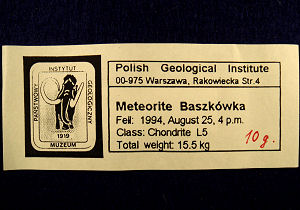 INSTYTUT
PAŃSTWOWY
GEOLOGICZNY
1919
MUZEUM
Polish Geological Institute
00-975 Warszawa, Rakowiecka Str.4
Meteorite Baszkówka
Fell: 1994, August 25, 4 p.m.
Class: Chondrite L5
Total weight: 15.5 kg
10 g.